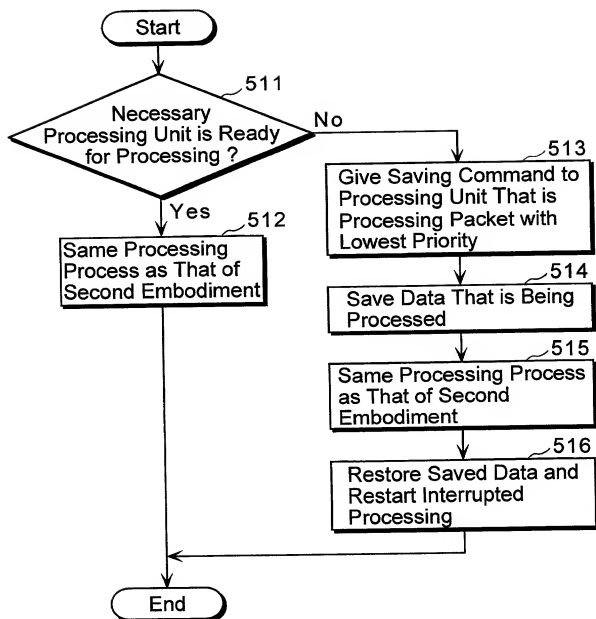 Start
511
Necessary
Processing Unit is Ready
for Processing ?
No
Yes
512
Same Processing
Process as That of
Second Embodiment
513
Give Saving Command to
Processing Unit That is
Processing Packet with
Lowest Priority
514
Save Data That is Being
Processed
515
Same Processing Process
as That of Second
Embodiment
516
Restore Saved Data and
Restart Interrupted
Processing
End